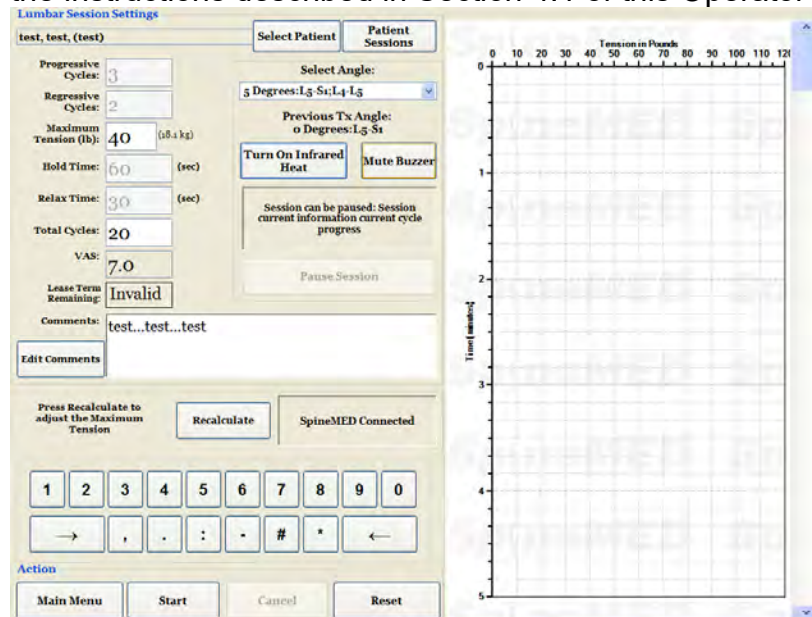 the instructions described in Section 4.4 of this Operator
Lumbar Session Settings
test, test, (test)
Select Patient
Patient
Sessions
Progressive
Cycles:
3
Regressive
Cycles:
2
Maximum
Tension (lb):
40
(18.1 kg)
Hold Time:
60
(sec)
Relax Time:
30
(sec)
Total Cycles:
20
VAS:
7.0
Lease Term
Remaining:
Invalid
Comments:
test...test...test
Edit Comments
Select Angle:
5 Degrees:L5-S1;L4-L5
Previous Tx Angle:
0 Degrees:L5-S1
Turn On Infrared
Heat
Mute Buzzer
Session can be paused: Session
current information current cycle
progress
Pause Session
Press Recalculate to
adjust the Maximum
Tension
Recalculate
SpineMED Connected
1 2 3 4 5 6 7 8 9 0
→ , . : - # * ←
Action
Main Menu
Start
Cancel
Reset
Tension in Pounds
0 10 20 30 40 50 60 70 80 90 100 110 12
Time [minutes]
0
1
2
3
4
5